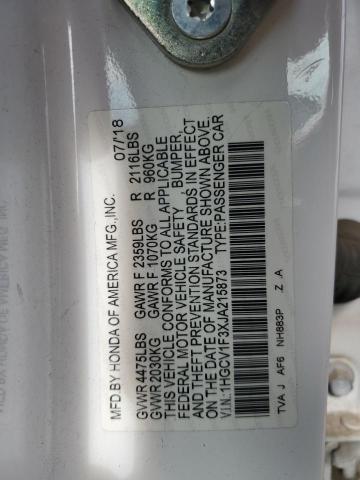 MFD.BY HONDA OF AMERICA MFG.,INC. 07/'18
GVWR 4475LBS GAWR F 2359LBS R 2116LBS
GVWR 2030KG GAWR F 1070KG R 960KG
THIS VEHICLE CONFORMS TO ALL APPLICABLE
FEDERAL MOTOR VEHICLE SAFETY , BUMPER,
AND THEFT PREVENTION STANDARDS IN EFFECT
ON THE DATE OF MANUFACTURE SHOWN ABOVE.
V.I.N.:1HGCV1F3XJA215873 TYPE:PASSENGER CAR
TVA J AF6 NH883P Z A